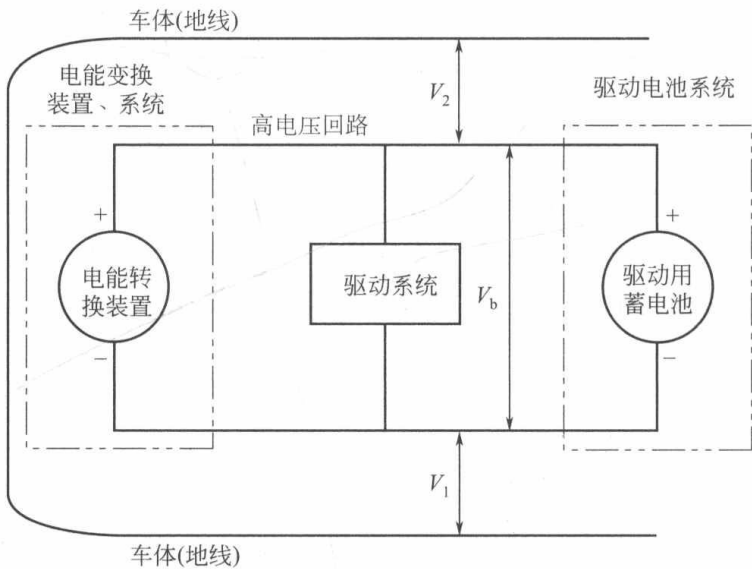 车体(地线)
电能变换
装置、系统
V₂
驱动电池系统
高电压回路
+
+
电能转
换装置
驱动系统
V_b
驱动用
蓄电池
−
−
V₁
车体(地线)